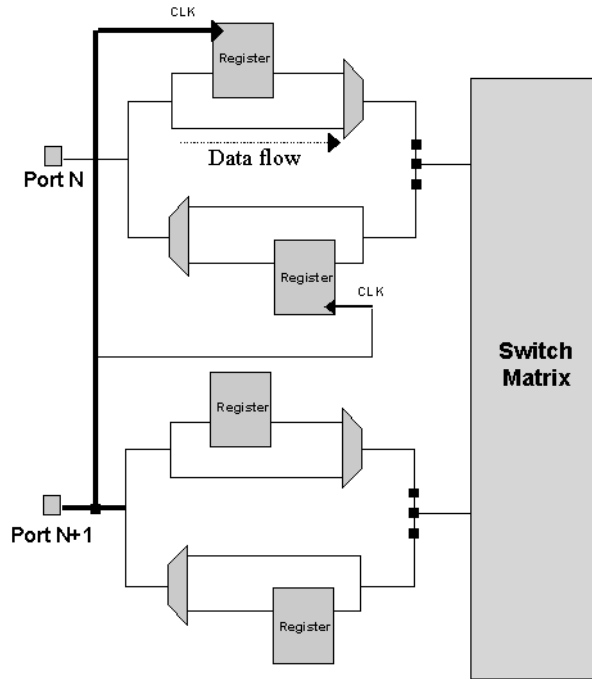 CLK
Register
Data flow
Port N
Register
CLK
Switch
Matrix
Register
Port N+1
Register